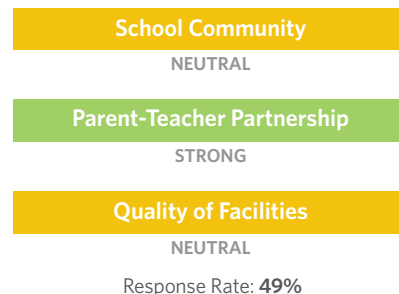 School Community
NEUTRAL
Parent-Teacher Partnership
STRONG
Quality of Facilities
NEUTRAL
Response Rate: 49%